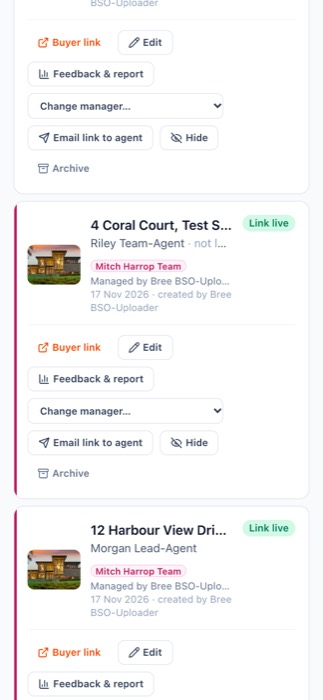 BSO-Uploader
Buyer link
Edit
Feedback & report
Change manager...
Email link to agent
Hide
Archive
4 Coral Court, Test S...
Link live
Riley Team-Agent · not l...
Mitch Harrop Team
Managed by Bree BSO-Uplo...
17 Nov 2026 · created by Bree
BSO-Uploader
Buyer link
Edit
Feedback & report
Change manager...
Email link to agent
Hide
Archive
12 Harbour View Dri...
Link live
Morgan Lead-Agent
Mitch Harrop Team
Managed by Bree BSO-Uplo...
17 Nov 2026 · created by Bree
BSO-Uploader
Buyer link
Edit
Feedback & report